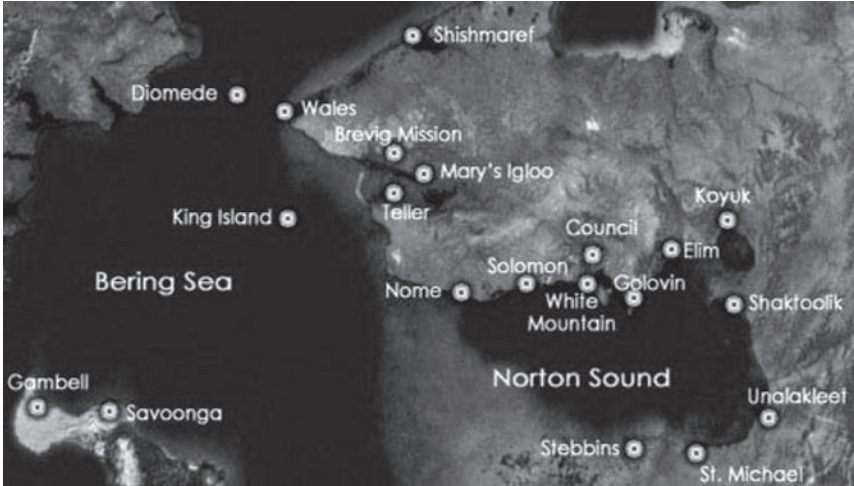 Shishmaref
Diomede
Wales
Brevig Mission
Mary's Igloo
Teller
King Island
Koyuk
Council
Elim
Bering Sea
Solomon
Golovin
Nome
White
Mountain
Shaktoolik
Norton Sound
Gambell
Savoonga
Unalakleet
Stebbins
St. Michael